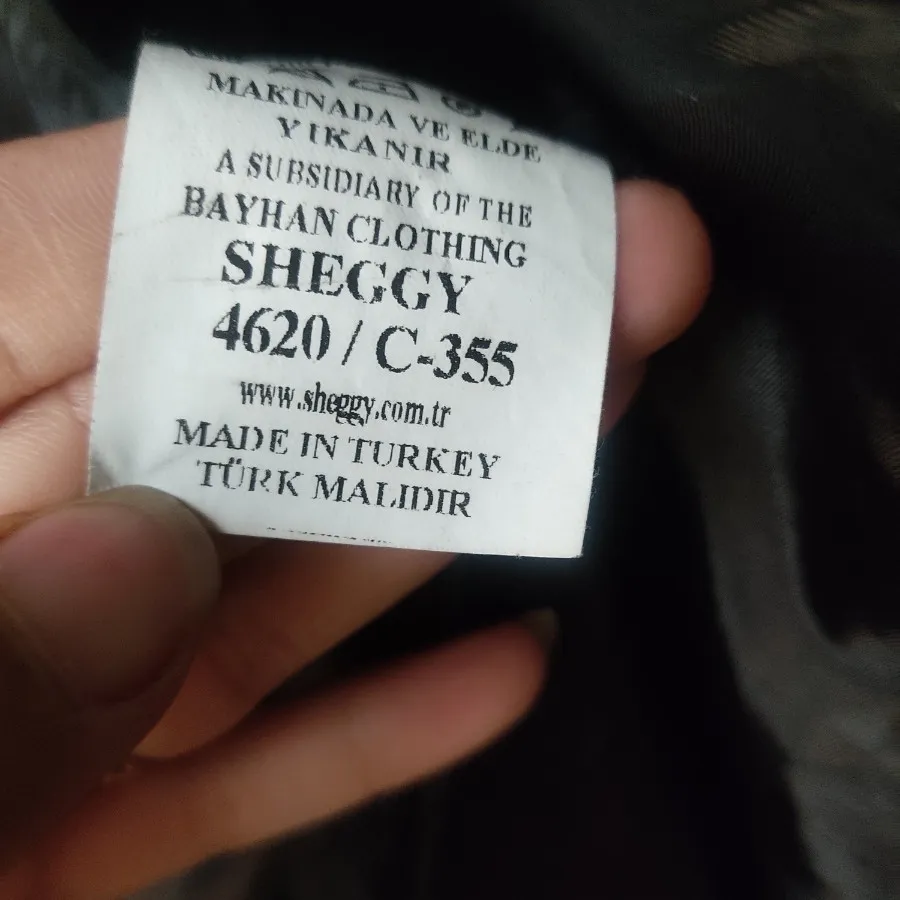 MAKINADA VE ELDE
YIKANIR
A SUBSIDIARY OF THE
BAYHAN CLOTHING
SHEGGY
4620 / C-355
www.sheggy.com.tr
MADE IN TURKEY
TÜRK MALIDIR